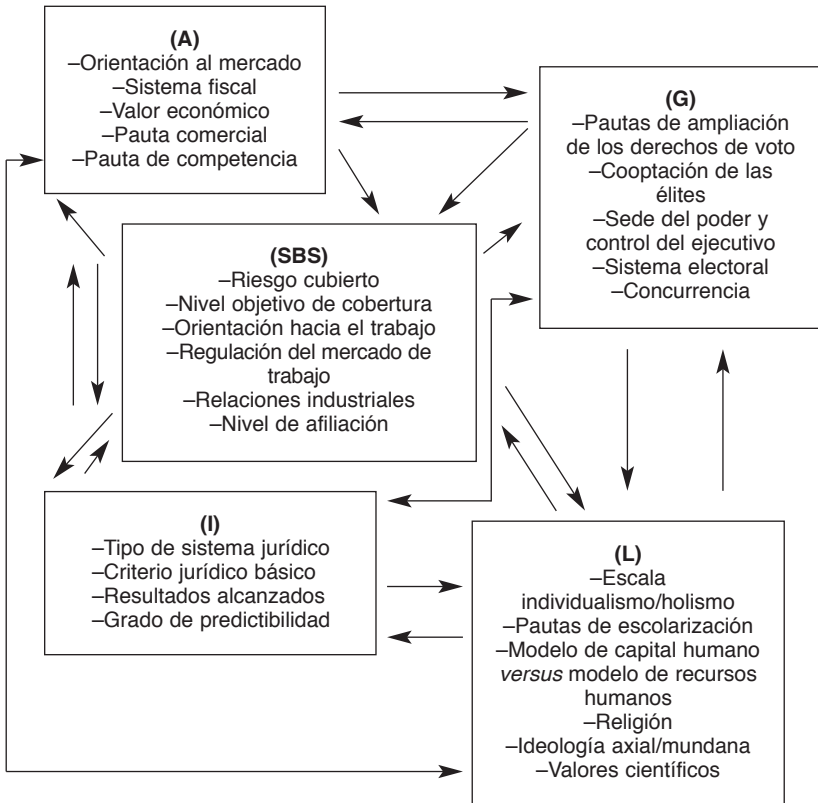 (A)
–Orientación al mercado
–Sistema fiscal
–Valor económico
–Pauta comercial
–Pauta de competencia
(G)
–Pautas de ampliación
de los derechos de voto
–Cooptación de las
élites
–Sede del poder y
control del ejecutivo
–Sistema electoral
–Concurrencia
(SBS)
–Riesgo cubierto
–Nivel objetivo de cobertura
–Orientación hacia el trabajo
–Regulación del mercado de
trabajo
–Relaciones industriales
–Nivel de afiliación
(I)
–Tipo de sistema jurídico
–Criterio jurídico básico
–Resultados alcanzados
–Grado de predictibilidad
(L)
–Escala
individualismo/holismo
–Pautas de escolarización
–Modelo de capital humano
versus modelo de recursos
humanos
–Religión
–Ideología axial/mundana
–Valores científicos